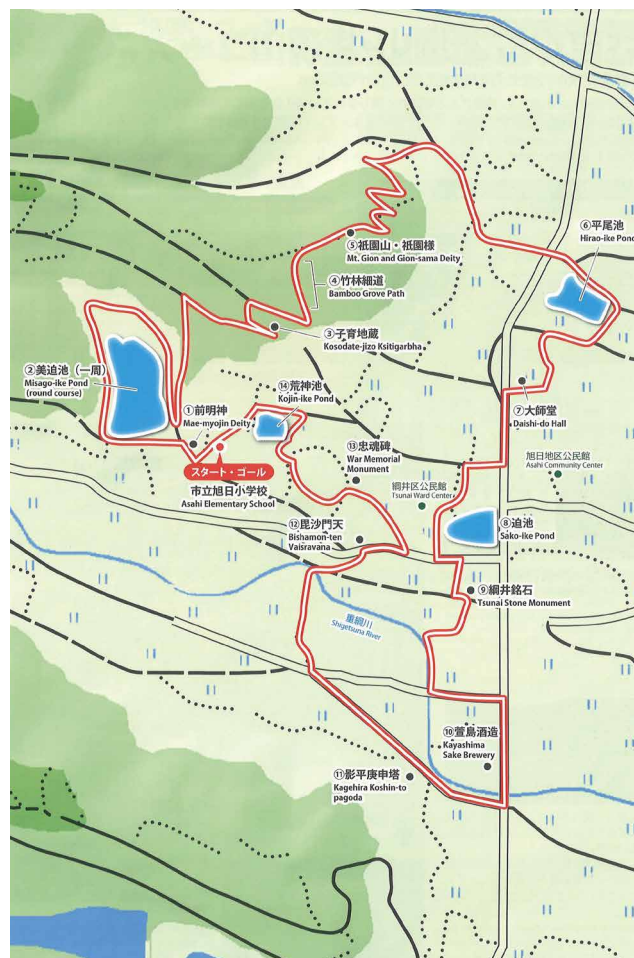 ⑥平尾池
Hirao-ike Pond
⑤祇園山・祇園様
Mt. Gion and Gion-sama Deity
④竹林細道
Bamboo Grove Path
③子育地蔵
Kosodate-jizo Ksitigarbha
②美迫池（一周）
Misago-ike Pond
(round course)
①前明神
Mae-myojin Deity
⑭荒神池
Kojin-ike Pond
⑦大師堂
Daishi-do Hall
スタート・ゴール
市立旭日小学校
Asahi Elementary School
⑬忠魂碑
War Memorial
Monument
旭日地区公民館
Asahi Community Center
綱井区公民館
Tsunai Ward Center
⑫毘沙門天
Bishamon-ten
Vaisravana
⑧迫池
Sako-ike Pond
⑨綱井銘石
Tsunai Stone Monument
重綱川
Shigetsuna River
⑩萱島酒造
Kayashima
Sake Brewery
⑪影平庚申塔
Kagehira Koshin-to
pagoda